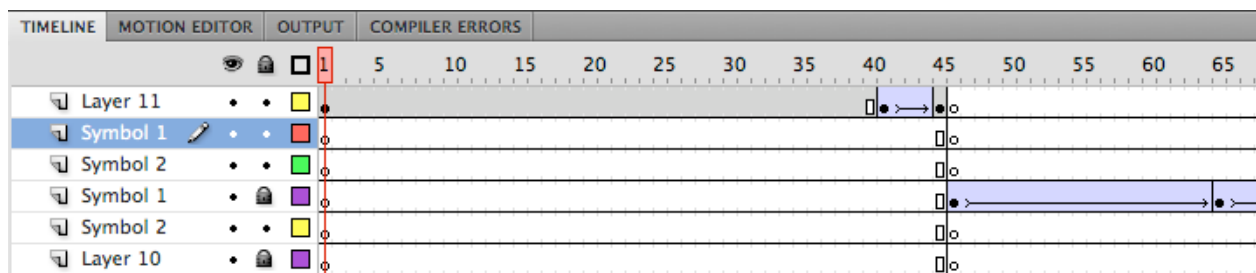 TIMELINE MOTION EDITOR OUTPUT COMPILER ERRORS
1 5 10 15 20 25 30 35 40 45 50 55 60 65
Layer 11
Symbol 1
Symbol 2
Symbol 1
Symbol 2
Layer 10